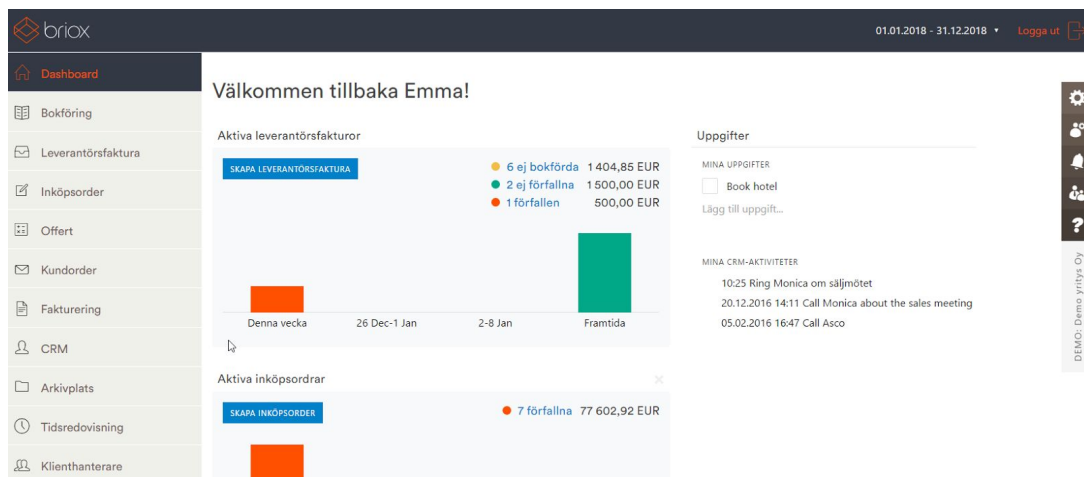 briox
01.01.2018 - 31.12.2018
Logga ut
Dashboard
Bokföring
Leverantörsfaktura
Inköpsorder
Offert
Kundorder
Fakturering
CRM
Arkivplats
Tidsredovisning
Klienthanterare
Välkommen tillbaka Emma!
Aktiva leverantörsfakturor
SKAPA LEVERANTÖRSFAKTURA
6 ej bokförda 1 404,85 EUR
2 ej förfallna 1 500,00 EUR
1 förfallen 500,00 EUR
Denna vecka 26 Dec-1 Jan 2-8 Jan Framtida
Aktiva inköpsordrar
SKAPA INKÖPSORDER
7 förfallna 77 602,92 EUR
Uppgifter
MINA UPPGIFTER
Book hotel
Lägg till uppgift...
MINA CRM-AKTIVITETER
10:25 Ring Monica om säljmötet
20.12.2016 14:11 Call Monica about the sales meeting
05.02.2016 16:47 Call Asco
?
DEMO: Demo yritys Oy